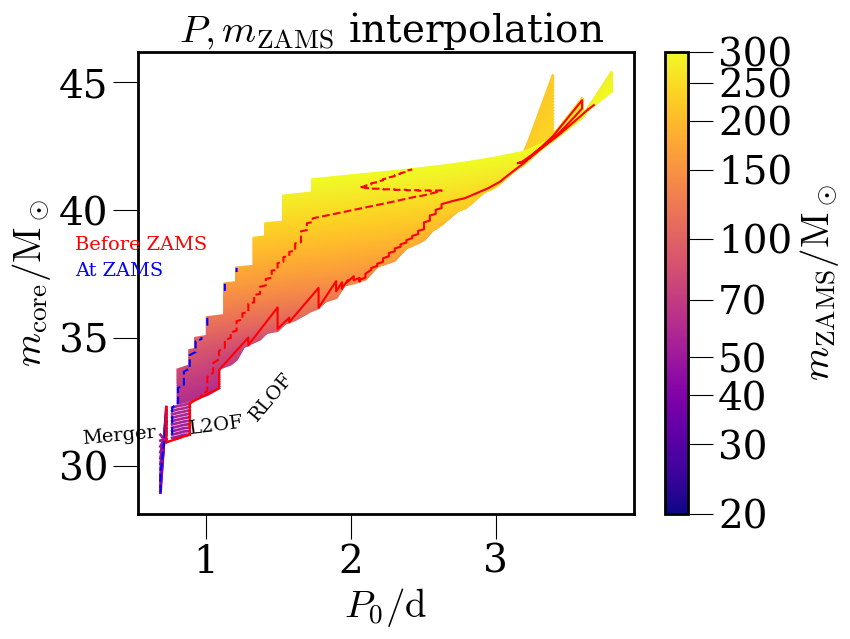 P, m_ZAMS interpolation
45
40
35
30
m_core/M_⊙
Before ZAMS
At ZAMS
Merger
L2OF
RLOF
1
2
3
P_0/d
300
250
200
150
100
70
50
40
30
20
m_ZAMS/M_⊙